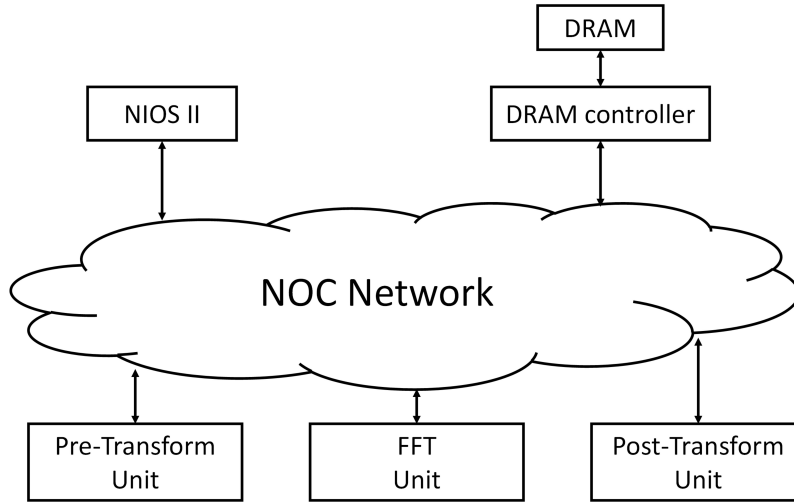 DRAM
NIOS II
DRAM controller
NOC Network
Pre-Transform
Unit
FFT
Unit
Post-Transform
Unit